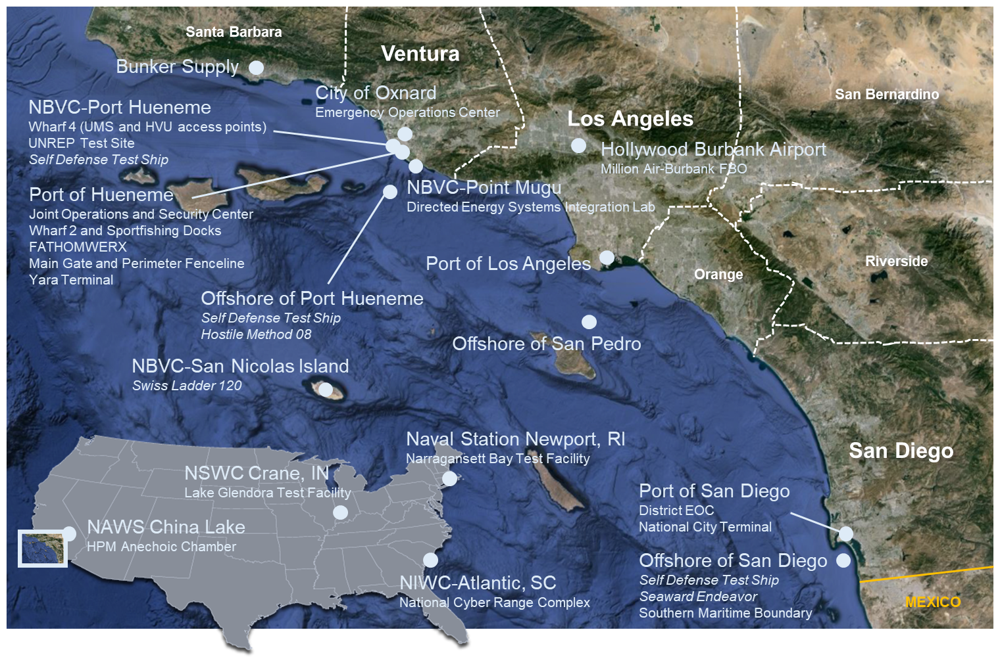 Santa Barbara
Ventura
Bunker Supply
City of Oxnard
Emergency Operations Center
San Bernardino
NBVC-Port Hueneme
Wharf 4 (UMS and HVU access points)
UNREP Test Site
Self Defense Test Ship
Los Angeles
Hollywood Burbank Airport
Million Air-Burbank FBO
Port of Hueneme
Joint Operations and Security Center
Wharf 2 and Sportfishing Docks
FATHOMWERX
Main Gate and Perimeter Fenceline
Yara Terminal
NBVC-Point Mugu
Directed Energy Systems Integration Lab
Port of Los Angeles
Orange
Riverside
Offshore of Port Hueneme
Self Defense Test Ship
Hostile Method 08
Offshore of San Pedro
NBVC-San Nicolas Island
Swiss Ladder 120
Naval Station Newport, RI
Narragansett Bay Test Facility
San Diego
NSWC Crane, IN
Lake Glendora Test Facility
Port of San Diego
District EOC
National City Terminal
NAWS China Lake
HPM Anechoic Chamber
Offshore of San Diego
Self Defense Test Ship
Seaward Endeavor
Southern Maritime Boundary
NIWC-Atlantic, SC
National Cyber Range Complex
MEXICO